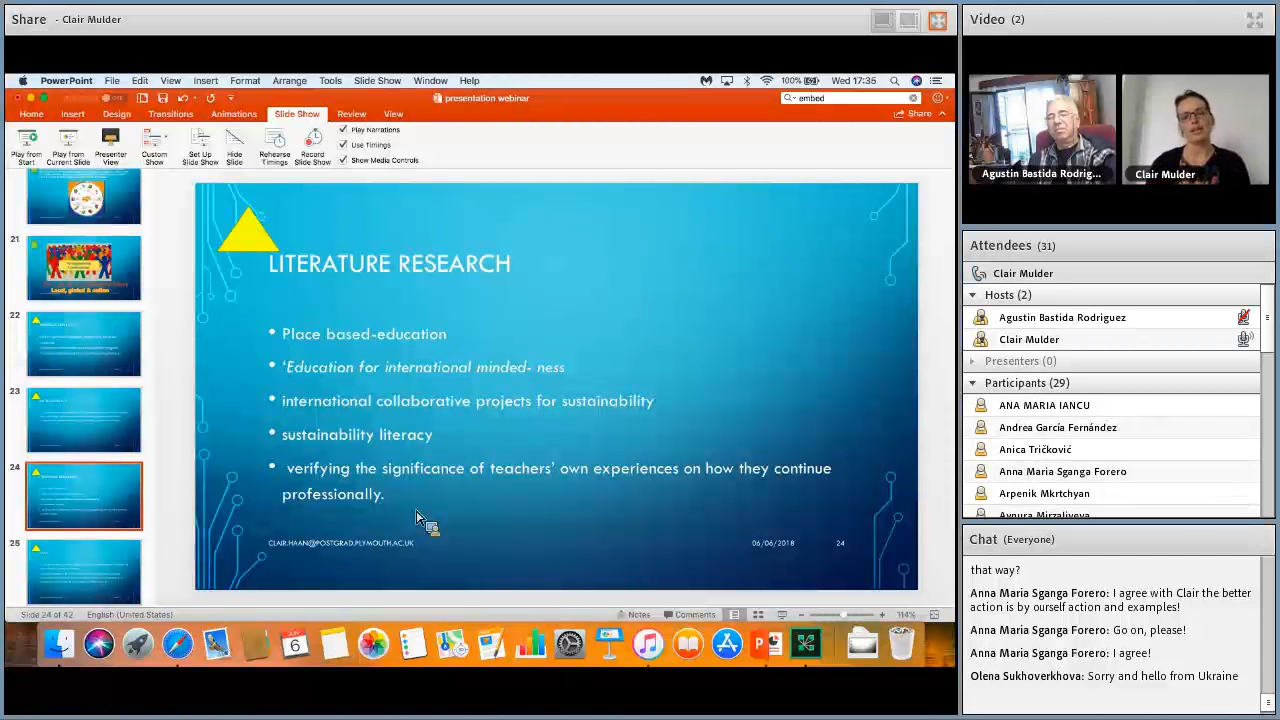 Share - Clair Mulder
PowerPoint File Edit View Insert Format Arrange Tools Slide Show Window Help 100% Wed 17:35
presentation webinar
embed
Home Insert Design Transitions Animations Slide Show Review View Share
Play from Start
Play from Current Slide
Presenter View
Custom Show
Set Up Slide Show
Hide Slide
Rehearse Timings
Record Slide Show
Play Narrations
Use Timings
Show Media Controls
21
Local, global & online
22
23
24
25
LITERATURE RESEARCH
• Place based-education
• ‘Education for international minded- ness
• international collaborative projects for sustainability
• sustainability literacy
• verifying the significance of teachers’ own experiences on how they continue
professionally.
CLAIR.HAAN@POSTGRAD.PLYMOUTH.AC.UK 06/06/2018 24
Slide 24 of 42 English (United States) Notes Comments 114%
6
Video (2)
Agustin Bastida Rodrig...
Clair Mulder
Attendees (31)
Clair Mulder
Hosts (2)
Agustin Bastida Rodriguez
Clair Mulder
Presenters (0)
Participants (29)
ANA MARIA IANCU
Andrea García Fernández
Anica Tričković
Anna Maria Sganga Forero
Arpenik Mkrtchyan
Aynura Mirzaliyeva
Chat (Everyone)
that way?
Anna Maria Sganga Forero: I agree with Clair the better
action is by ourself action and exmples!
Anna Maria Sganga Forero: Go on, please!
Anna Maria Sganga Forero: I agree!
Olena Sukhoverkhova: Sorry and hello from Ukraine